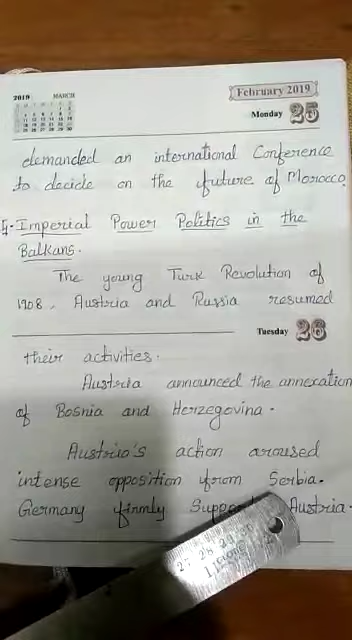 2019 MARCH
February 2019
Monday 25
demanded an international Conference
to decide on the future of Morocco.
Imperial Power Politics in the
Balkans.
The young Turk Revolution of
1908, Austria and Russia resumed
Tuesday 26
their activities.
Austria announced the annexation
of Bosnia and Herzegovina.
Austria's action aroused
intense opposition from Serbia.
Germany firmly Austria.